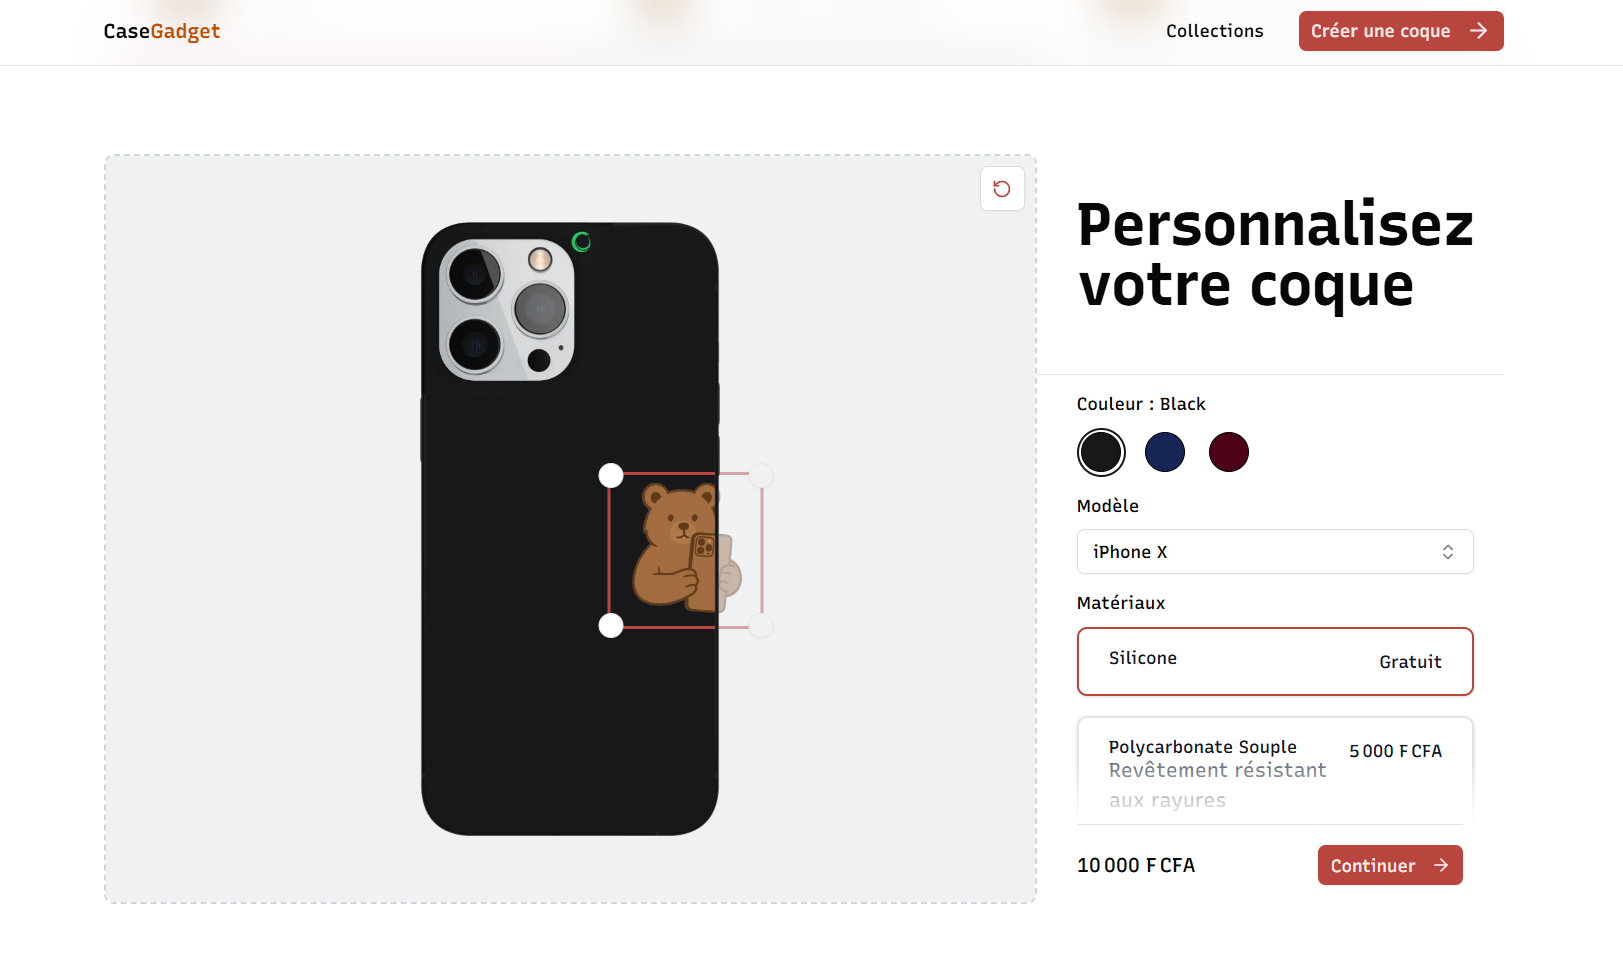 CaseGadget
Collections
Créer une coque
Personnalisez
votre coque
Couleur : Black
Modèle
iPhone X
Matériaux
Silicone
Gratuit
Polycarbonate Souple
5 000 F CFA
Revêtement résistant
aux rayures
10 000 F CFA
Continuer